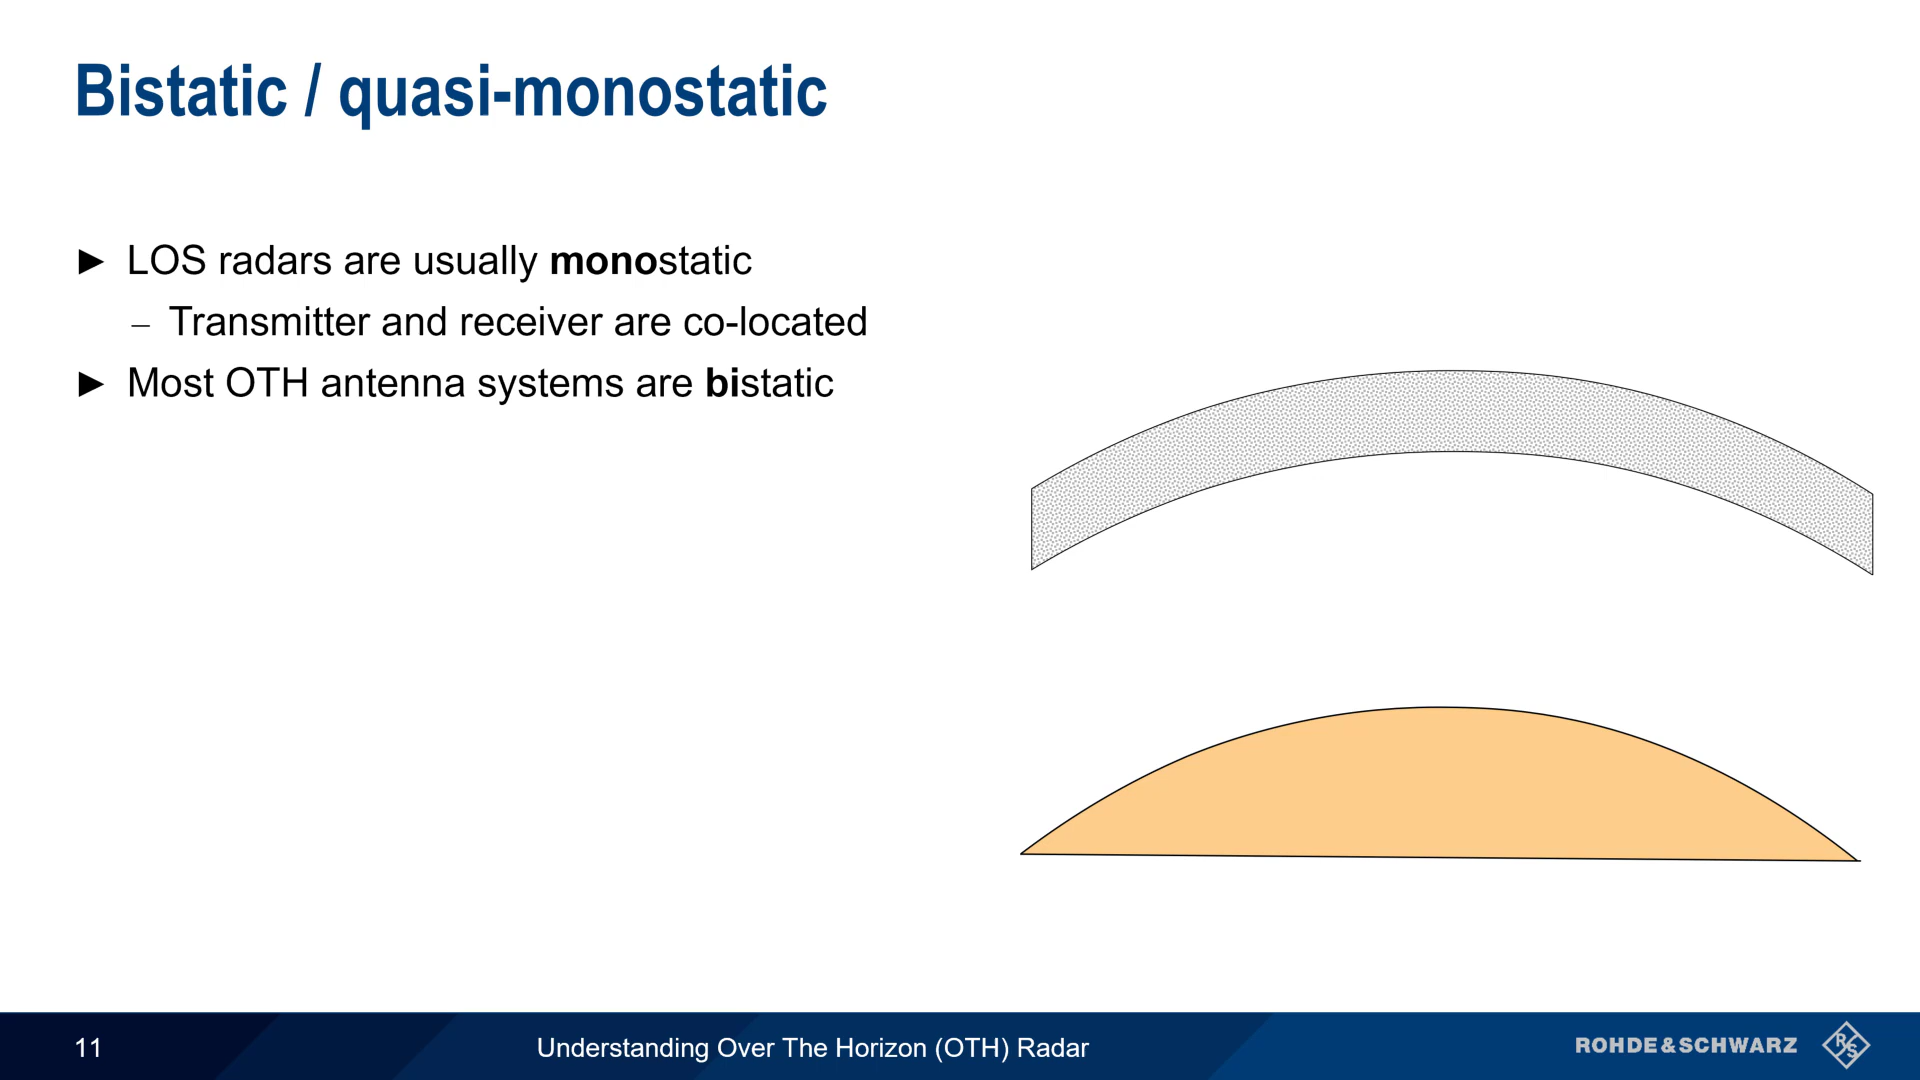 Bistatic / quasi-monostatic
► LOS radars are usually monostatic
– Transmitter and receiver are co-located
► Most OTH antenna systems are bistatic
11
Understanding Over The Horizon (OTH) Radar
ROHDE&SCHWARZ
R&S